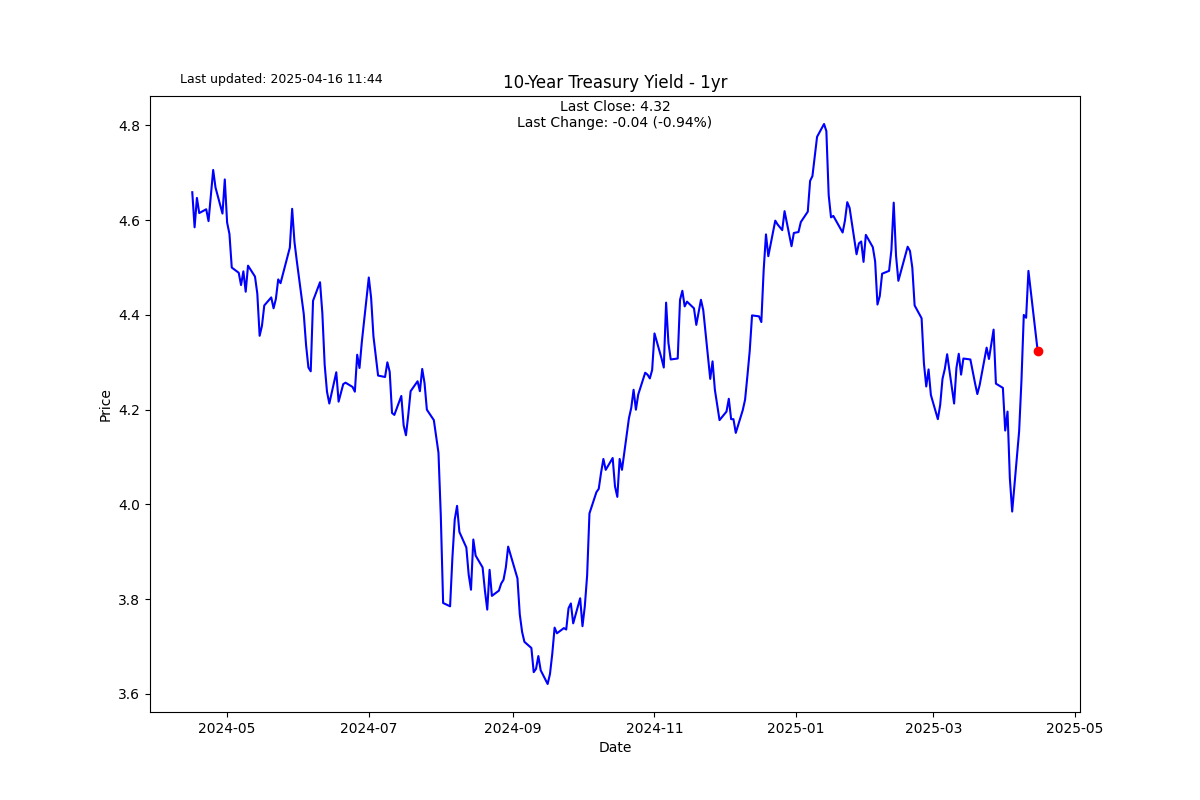 Last updated: 2025-04-16 11:44
10-Year Treasury Yield - 1yr
Last Close: 4.32
Last Change: -0.04 (-0.94%)
4.8
4.6
4.4
4.2
4.0
3.8
3.6
Price
2024-05
2024-07
2024-09
2024-11
2025-01
2025-03
2025-05
Date